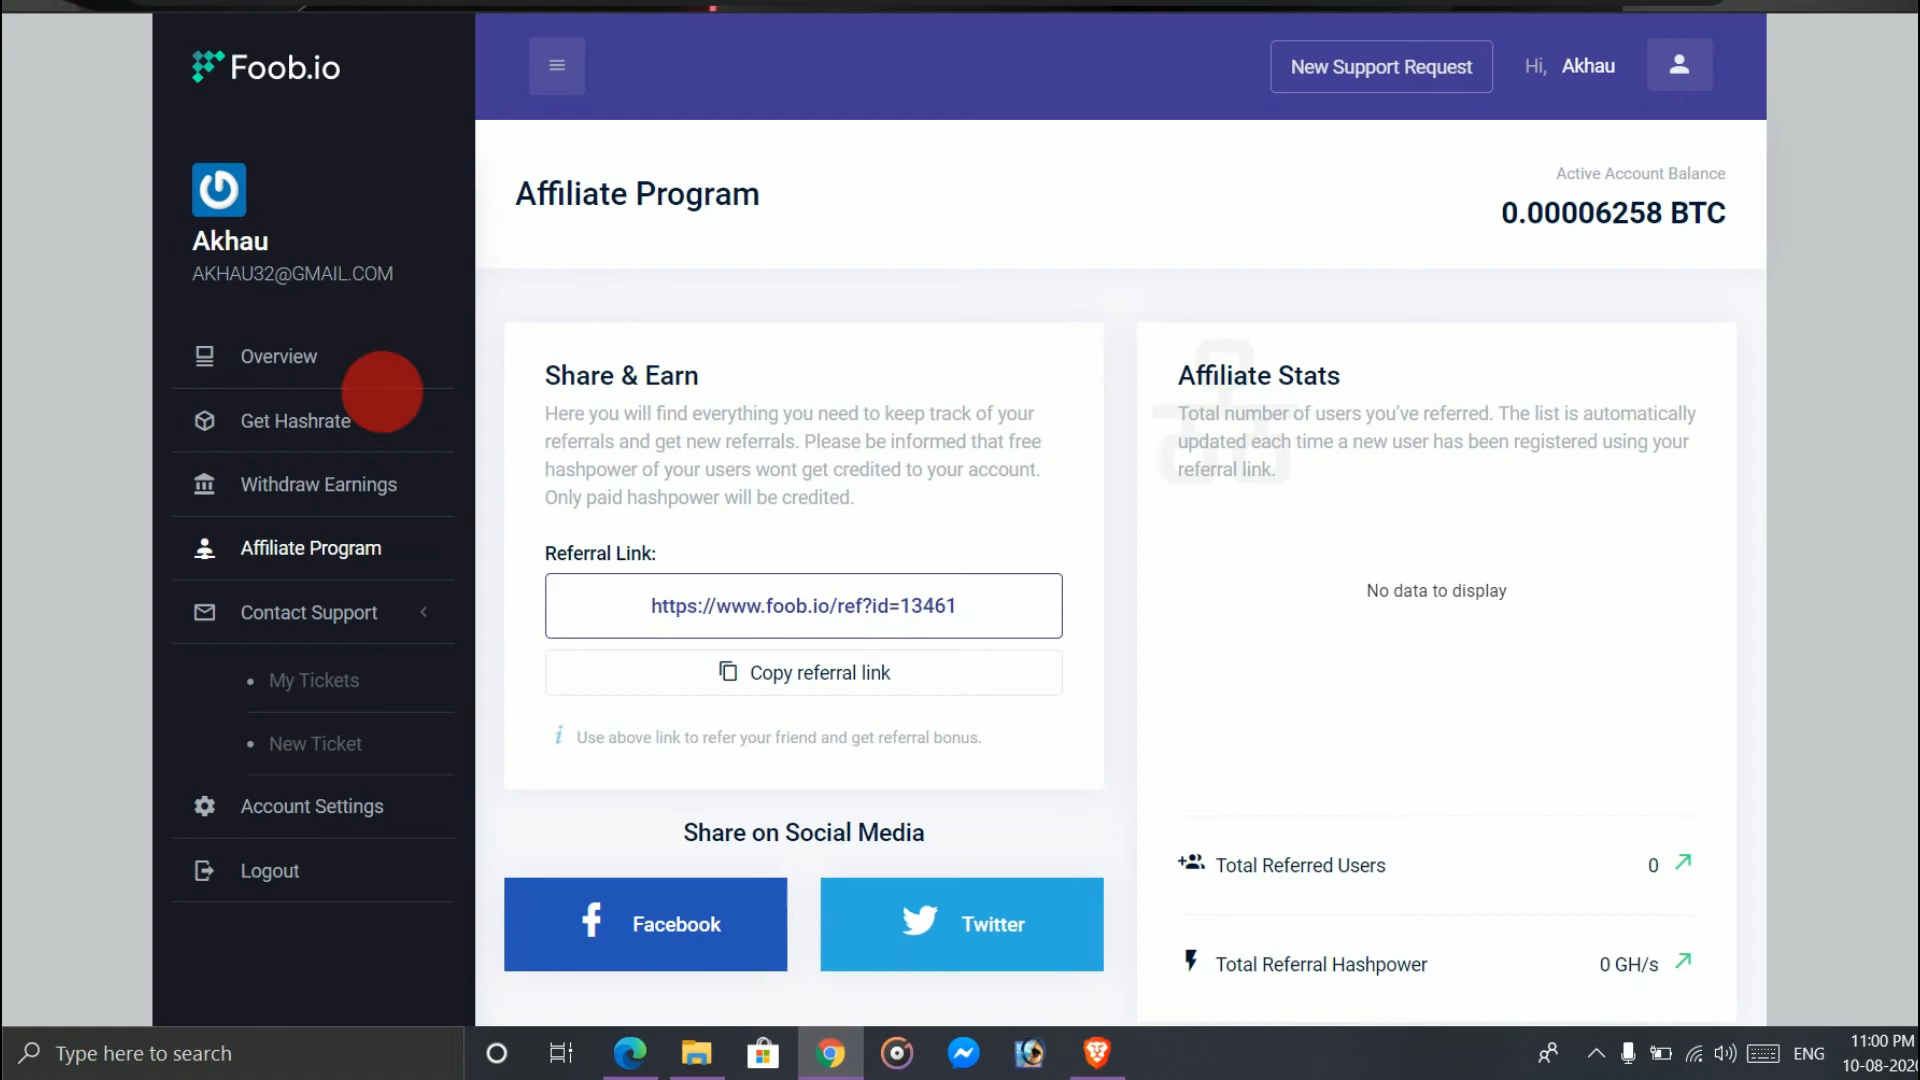 Foob.io
New Support Request
Hi, Akhau
Akhau
AKHAU32@GMAIL.COM
Overview
Get Hashrate
Withdraw Earnings
Affiliate Program
Contact Support
My Tickets
New Ticket
Account Settings
Logout
Affiliate Program
Active Account Balance
0.00006258 BTC
Share & Earn
Here you will find everything you need to keep track of your
referrals and get new referrals. Please be informed that free
hashpower of your users wont get credited to your account.
Only paid hashpower will be credited.
Referral Link:
https://www.foob.io/ref?id=13461
Copy referral link
Use above link to refer your friend and get referral bonus.
Share on Social Media
Facebook
Twitter
Affiliate Stats
Total number of users you've referred. The list is automatically
updated each time a new user has been registered using your
referral link.
No data to display
Total Referred Users
0
Total Referral Hashpower
0 GH/s
Type here to search
ENG
11:00 PM
10-08-2020